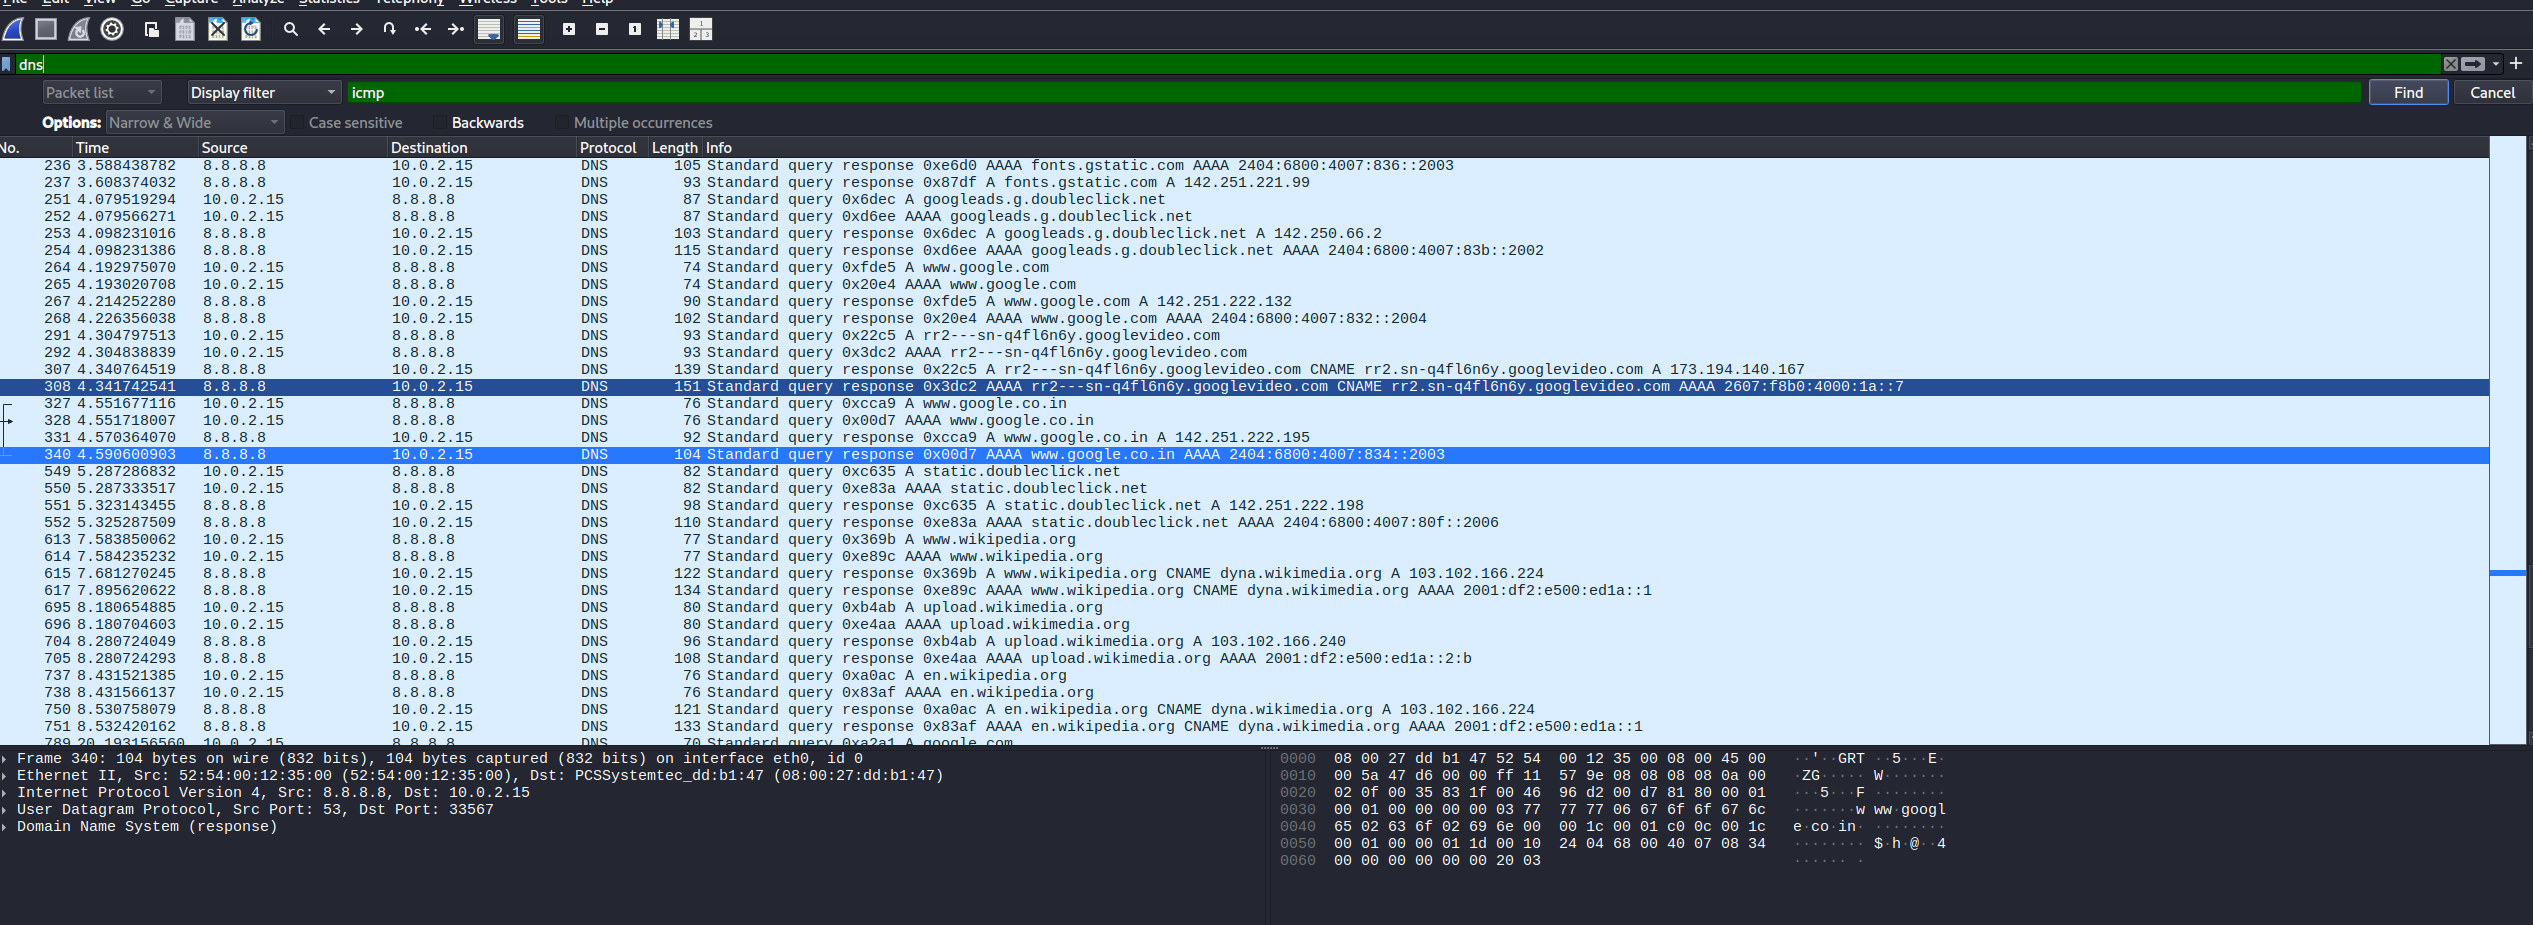 File Edit View Go Capture Analyze Statistics Telephony Wireless Tools Help
dns
Packet list Display filter icmp Find Cancel
Options: Narrow & Wide Case sensitive Backwards Multiple occurrences
No. Time Source Destination Protocol Length Info
236 3.588438782 8.8.8.8 10.0.2.15 DNS 105 Standard query response 0xe6d0 AAAA fonts.gstatic.com AAAA 2404:6800:4007:836::2003
237 3.608374032 8.8.8.8 10.0.2.15 DNS 93 Standard query response 0x87df A fonts.gstatic.com A 142.251.221.99
251 4.079519294 10.0.2.15 8.8.8.8 DNS 87 Standard query 0x6dec A googleads.g.doubleclick.net
252 4.079566271 10.0.2.15 8.8.8.8 DNS 87 Standard query 0xd6ee AAAA googleads.g.doubleclick.net
253 4.098231016 8.8.8.8 10.0.2.15 DNS 103 Standard query response 0x6dec A googleads.g.doubleclick.net A 142.250.66.2
254 4.098231386 8.8.8.8 10.0.2.15 DNS 115 Standard query response 0xd6ee AAAA googleads.g.doubleclick.net AAAA 2404:6800:4007:83b::2002
264 4.192975070 10.0.2.15 8.8.8.8 DNS 74 Standard query 0xfde5 A www.google.com
265 4.193020708 10.0.2.15 8.8.8.8 DNS 74 Standard query 0x20e4 AAAA www.google.com
267 4.214252280 8.8.8.8 10.0.2.15 DNS 90 Standard query response 0xfde5 A www.google.com A 142.251.222.132
268 4.226356038 8.8.8.8 10.0.2.15 DNS 102 Standard query response 0x20e4 AAAA www.google.com AAAA 2404:6800:4007:832::2004
291 4.304797513 10.0.2.15 8.8.8.8 DNS 93 Standard query 0x22c5 A rr2---sn-q4fl6n6y.googlevideo.com
292 4.304838839 10.0.2.15 8.8.8.8 DNS 93 Standard query 0x3dc2 AAAA rr2---sn-q4fl6n6y.googlevideo.com
307 4.340764519 8.8.8.8 10.0.2.15 DNS 139 Standard query response 0x22c5 A rr2---sn-q4fl6n6y.googlevideo.com CNAME rr2.sn-q4fl6n6y.googlevideo.com A 173.194.140.167
308 4.341742541 8.8.8.8 10.0.2.15 DNS 151 Standard query response 0x3dc2 AAAA rr2---sn-q4fl6n6y.googlevideo.com CNAME rr2.sn-q4fl6n6y.googlevideo.com AAAA 2607:f8b0:4000:1a::7
327 4.551677116 10.0.2.15 8.8.8.8 DNS 76 Standard query 0xcca9 A www.google.co.in
328 4.551718007 10.0.2.15 8.8.8.8 DNS 76 Standard query 0x00d7 AAAA www.google.co.in
331 4.570364070 8.8.8.8 10.0.2.15 DNS 92 Standard query response 0xcca9 A www.google.co.in A 142.251.222.195
340 4.590600903 8.8.8.8 10.0.2.15 DNS 104 Standard query response 0x00d7 AAAA www.google.co.in AAAA 2404:6800:4007:834::2003
549 5.287286832 10.0.2.15 8.8.8.8 DNS 82 Standard query 0xc635 A static.doubleclick.net
550 5.287333517 10.0.2.15 8.8.8.8 DNS 82 Standard query 0xe83a AAAA static.doubleclick.net
551 5.323143455 8.8.8.8 10.0.2.15 DNS 98 Standard query response 0xc635 A static.doubleclick.net A 142.251.222.198
552 5.325287509 8.8.8.8 10.0.2.15 DNS 110 Standard query response 0xe83a AAAA static.doubleclick.net AAAA 2404:6800:4007:80f::2006
613 7.583850062 10.0.2.15 8.8.8.8 DNS 77 Standard query 0x369b A www.wikipedia.org
614 7.584235232 10.0.2.15 8.8.8.8 DNS 77 Standard query 0xe89c AAAA www.wikipedia.org
615 7.681270245 8.8.8.8 10.0.2.15 DNS 122 Standard query response 0x369b A www.wikipedia.org CNAME dyna.wikimedia.org A 103.102.166.224
617 7.895620622 8.8.8.8 10.0.2.15 DNS 134 Standard query response 0xe89c AAAA www.wikipedia.org CNAME dyna.wikimedia.org AAAA 2001:df2:e500:ed1a::1
695 8.180654885 10.0.2.15 8.8.8.8 DNS 80 Standard query 0xb4ab A upload.wikimedia.org
696 8.180704603 10.0.2.15 8.8.8.8 DNS 80 Standard query 0xe4aa AAAA upload.wikimedia.org
704 8.280724049 8.8.8.8 10.0.2.15 DNS 96 Standard query response 0xb4ab A upload.wikimedia.org A 103.102.166.240
705 8.280724293 8.8.8.8 10.0.2.15 DNS 108 Standard query response 0xe4aa AAAA upload.wikimedia.org AAAA 2001:df2:e500:ed1a::2:b
737 8.431521385 10.0.2.15 8.8.8.8 DNS 76 Standard query 0xa0ac A en.wikipedia.org
738 8.431566137 10.0.2.15 8.8.8.8 DNS 76 Standard query 0x83af AAAA en.wikipedia.org
750 8.530758079 8.8.8.8 10.0.2.15 DNS 121 Standard query response 0xa0ac A en.wikipedia.org CNAME dyna.wikimedia.org A 103.102.166.224
751 8.532420162 8.8.8.8 10.0.2.15 DNS 133 Standard query response 0x83af AAAA en.wikipedia.org CNAME dyna.wikimedia.org AAAA 2001:df2:e500:ed1a::1
789 20.193156560 10.0.2.15 8.8.8.8 DNS 70 Standard query 0xa2a1 A google.com
Frame 340: 104 bytes on wire (832 bits), 104 bytes captured (832 bits) on interface eth0, id 0
Ethernet II, Src: 52:54:00:12:35:00 (52:54:00:12:35:00), Dst: PCSSystemtec_dd:b1:47 (08:00:27:dd:b1:47)
Internet Protocol Version 4, Src: 8.8.8.8, Dst: 10.0.2.15
User Datagram Protocol, Src Port: 53, Dst Port: 33567
Domain Name System (response)
0000 08 00 27 dd b1 47 52 54 00 12 35 00 08 00 45 00 ··'··GRT ··5···E·
0010 00 5a 47 d6 00 00 ff 11 57 9e 08 08 08 08 0a 00 ·ZG····· W·······
0020 02 0f 00 35 83 1f 00 46 96 d2 00 d7 81 80 00 01 ···5···F ········
0030 00 01 00 00 00 00 03 77 77 77 06 67 6f 6f 67 6c ·······w ww·googl
0040 65 02 63 6f 02 69 6e 00 00 1c 00 01 c0 0c 00 1c e·co·in· ········
0050 00 01 00 00 01 1d 00 10 24 04 68 00 40 07 08 34 ········ $·h·@··4
0060 00 00 00 00 00 00 20 03 ······ ·